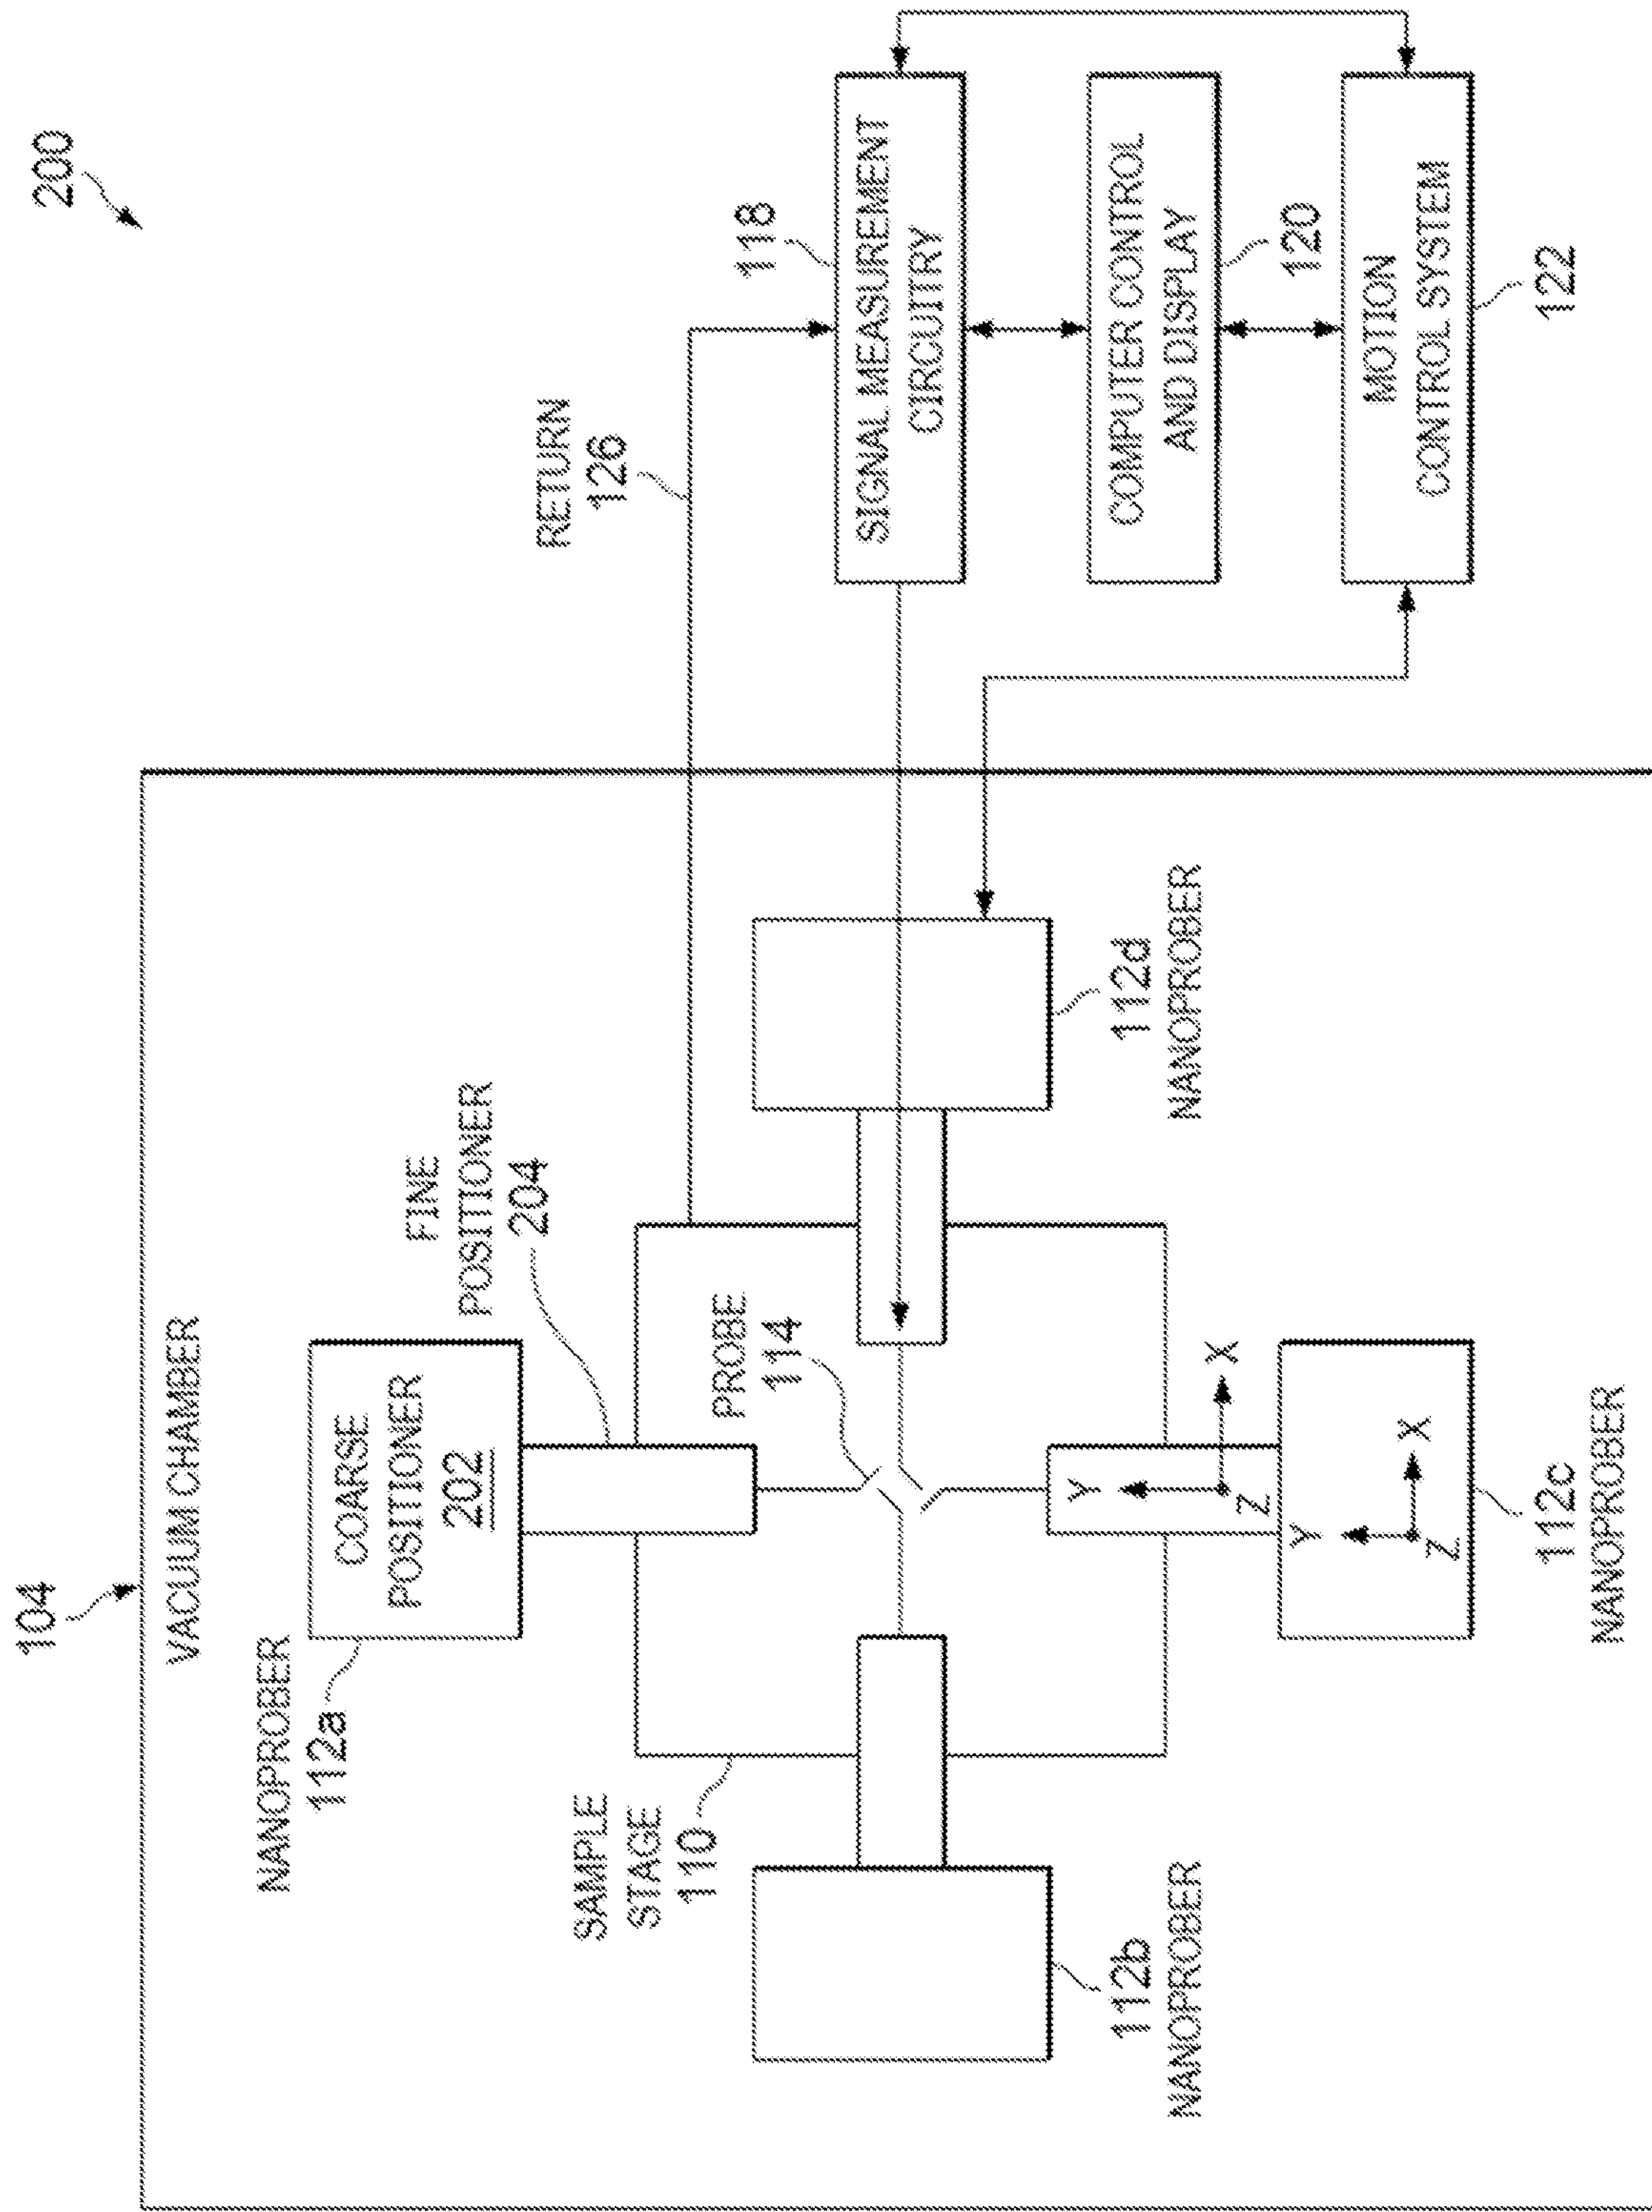 200
104
VACUUM CHAMBER
NANOPROBER
112a
COARSE
POSITIONER
202
FINE
POSITIONER
204
RETURN
126
SAMPLE
STAGE
110
PROBE
114
118
SIGNAL MEASUREMENT
CIRCUITRY
COMPUTER CONTROL
AND DISPLAY
120
MOTION
CONTROL SYSTEM
122
112b
NANOPROBER
112d
NANOPROBER
Y
X
Z
Y
X
Z
112c
NANOPROBER